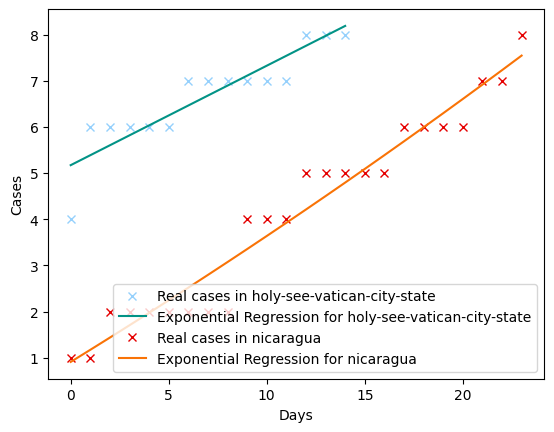 8
7
6
5
4
3
2
1
Cases
Real cases in holy-see-vatican-city-state
Exponential Regression for holy-see-vatican-city-state
Real cases in nicaragua
Exponential Regression for nicaragua
0
5
10
15
20
Days